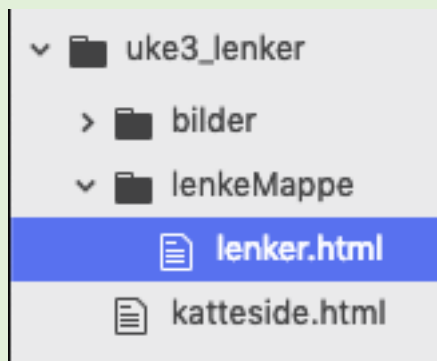 uke3_lenker
bilder
lenkeMappe
lenker.html
katteside.html